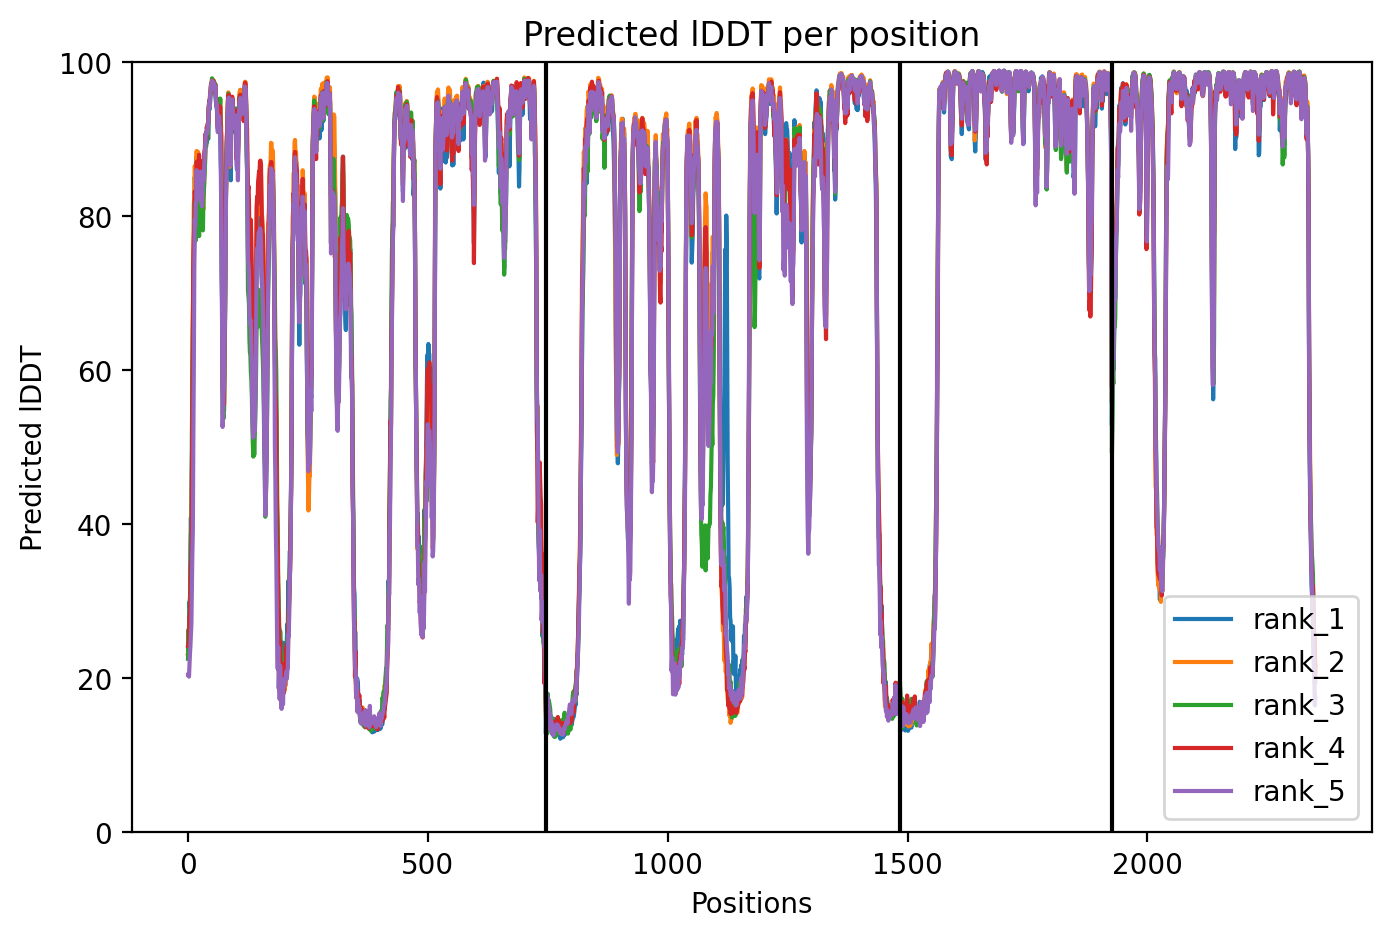 Predicted lDDT per position
100
80
60
40
20
0
Predicted lDDT
0 500 1000 1500 2000
Positions
rank_1
rank_2
rank_3
rank_4
rank_5